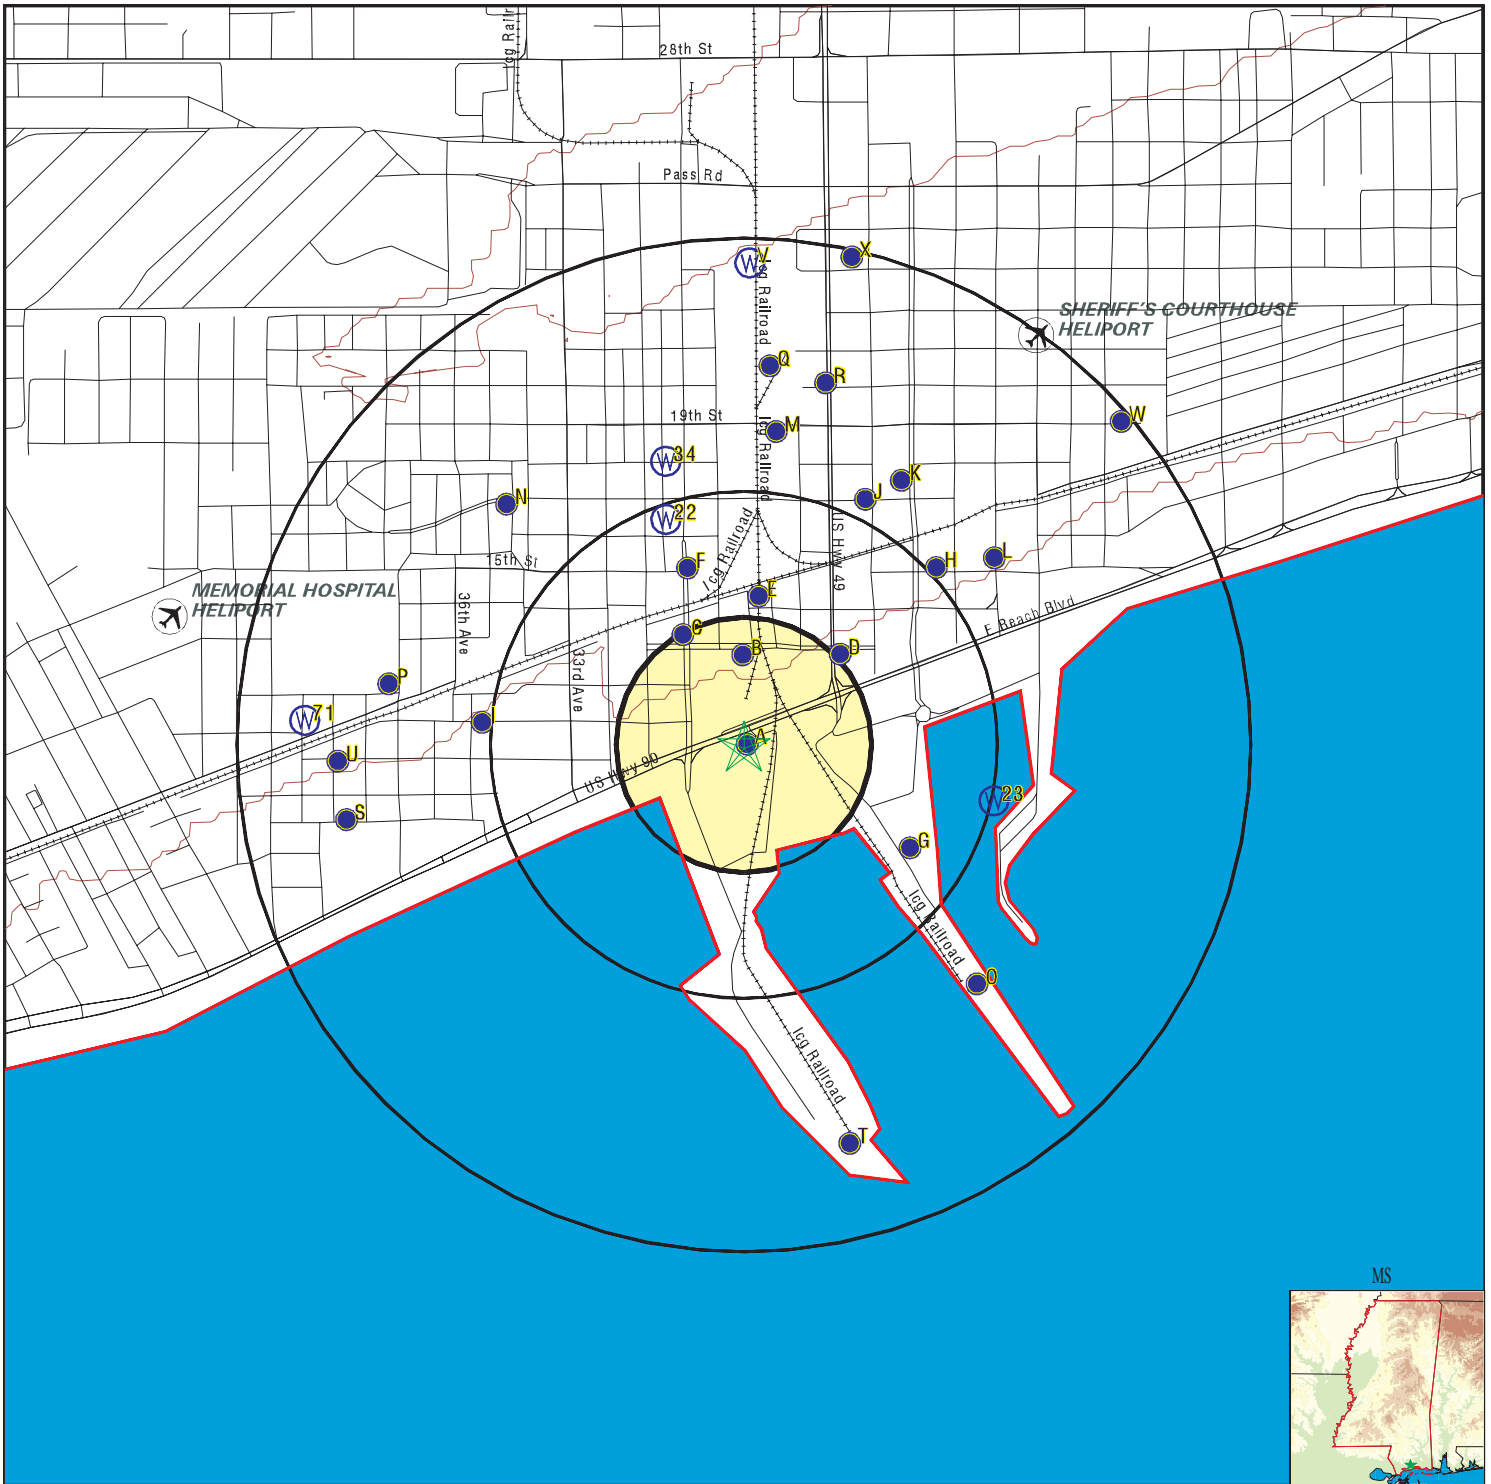 Icg Railr
28th St
Pass Rd
X
V
Icg Railroad
SHERIFF'S COURTHOUSE
HELIPORT
Q
R
19th St
W
M
Icg Railroad
W 34
K
J
N
W 22
US Hwy 49
Icg Railroad
15th St
F
H
L
E
MEMORIAL HOSPITAL
HELIPORT
36th Ave
E Beach Blvd
C
B
D
33rd Ave
P
W 71
I
A
U
US Hwy 90
W 23
S
G
Icg Railroad
O
Icg Railroad
T
MS